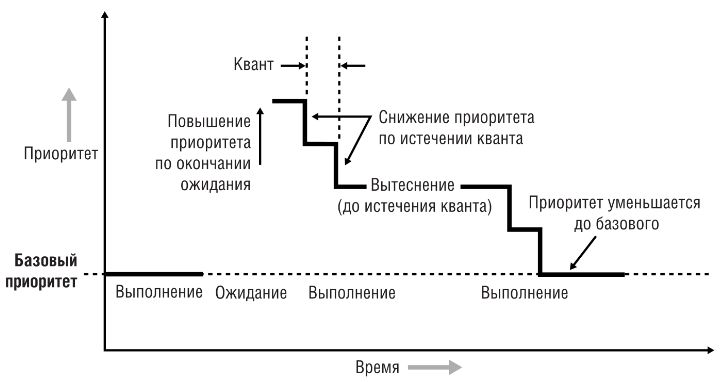 Квант
Повышение
приоритета
по окончании
ожидания
Снижение приоритета
по истечении кванта
Приоритет
Вытеснение
(до истечения кванта)
Приоритет уменьшается
до базового
Базовый
приоритет
Выполнение
Ожидание
Выполнение
Выполнение
Время